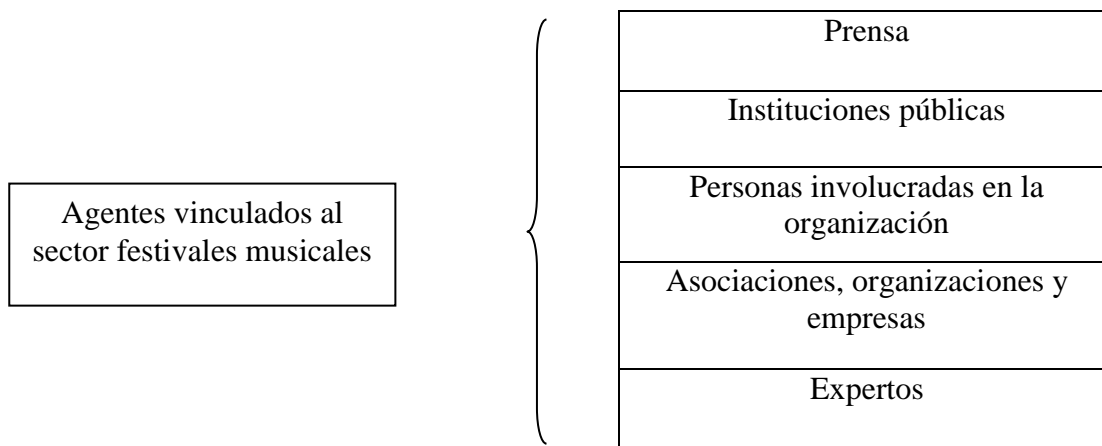 Agentes vinculados al
sector festivales musicales
Prensa
Instituciones públicas
Personas involucradas en la
organización
Asociaciones, organizaciones y
empresas
Expertos